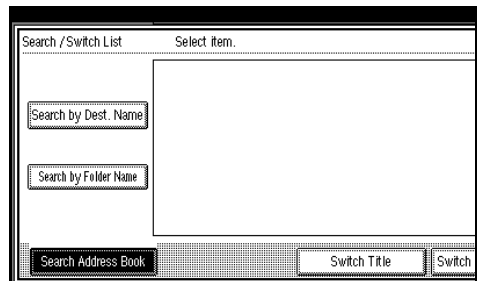 Search / Switch List Select item.
Search by Dest. Name
Search by Folder Name
Search Address Book Switch Title Switch